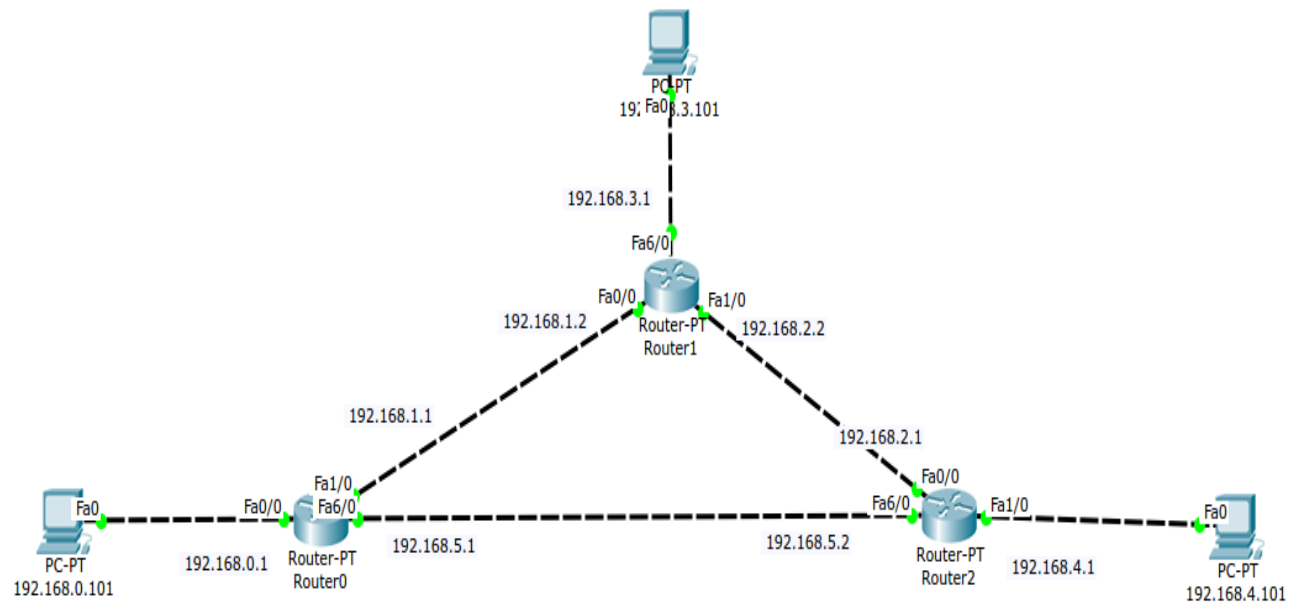 PC-PT
Fa0
3.101
192.168.3.1
Fa6/0
Fa0/0
Fa1/0
192.168.1.2
Router-PT
Router1
192.168.2.2
192.168.1.1
192.168.2.1
Fa1/0
Fa0/0
Fa0
Fa0/0
Fa6/0
Fa6/0
Fa1/0
Fa0
192.168.5.1
192.168.5.2
PC-PT
192.168.0.101
192.168.0.1
Router-PT
Router0
Router-PT
Router2
192.168.4.1
PC-PT
192.168.4.101